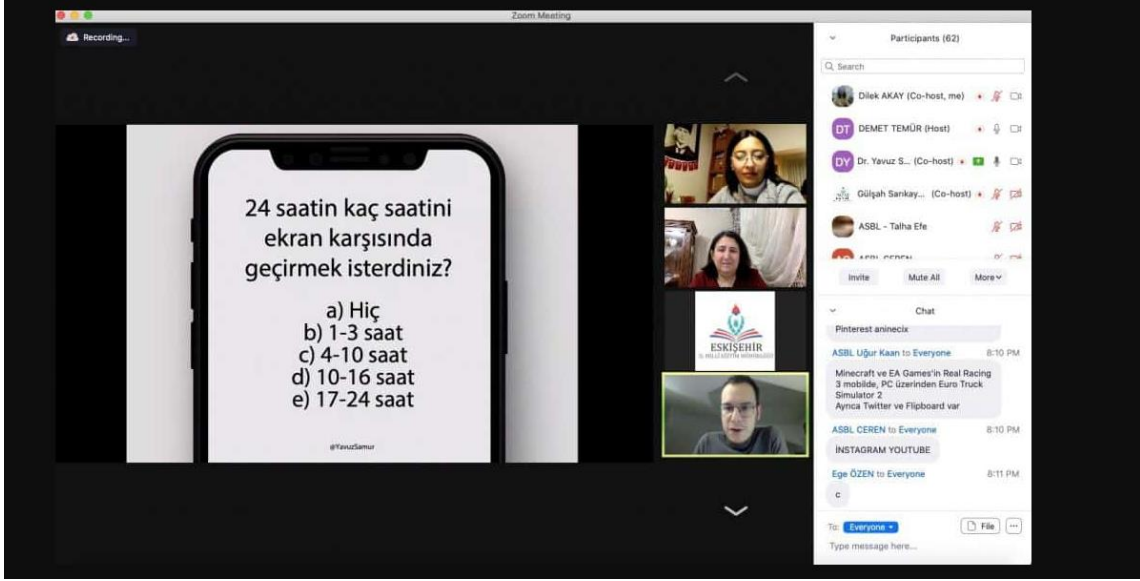 Zoom Meeting
Recording...
24 saatin kaç saatini
ekran karşısında
geçirmek isterdiniz?
a) Hiç
b) 1-3 saat
c) 4-10 saat
d) 10-16 saat
e) 17-24 saat
@YavuzSamur
ESKİŞEHİR
Participants (62)
Search
Dilek AKAY (Co-host, me)
DT DEMET TEMÜR (Host)
DY Dr. Yavuz S... (Co-host)
Gülşah Sarıkay... (Co-host)
ASBL - Talha Efe
ASBL CEREN
Invite Mute All More
Chat
Pinterest aninecix
ASBL Uğur Kaan to Everyone 8:10 PM
Minecraft ve EA Games'in Real Racing
3 mobilde, PC üzerinden Euro Truck
Simulator 2
Ayrıca Twitter ve Flipboard var
ASBL CEREN to Everyone 8:10 PM
İNSTAGRAM YOUTUBE
Ege ÖZEN to Everyone 8:11 PM
c
To: Everyone File ...
Type message here...